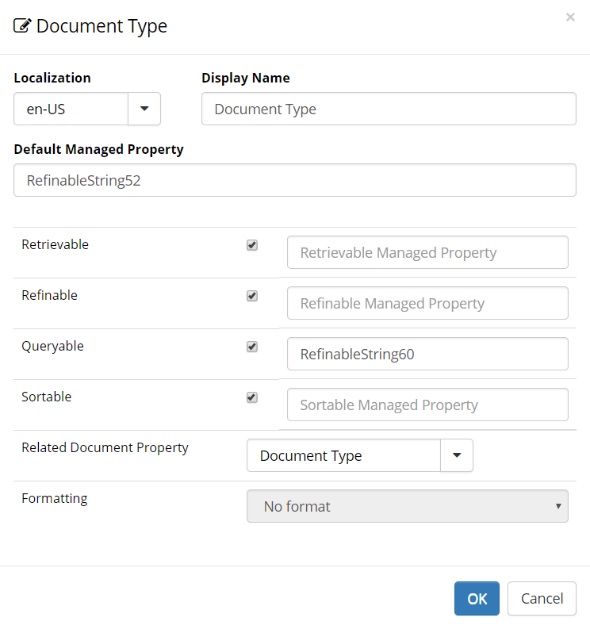 Document Type
×
Localization
Display Name
en-US
Document Type
Default Managed Property
RefinableString52
Retrievable
Retrievable Managed Property
Refinable
Refinable Managed Property
Queryable
RefinableString60
Sortable
Sortable Managed Property
Related Document Property
Document Type
Formatting
No format
OK
Cancel